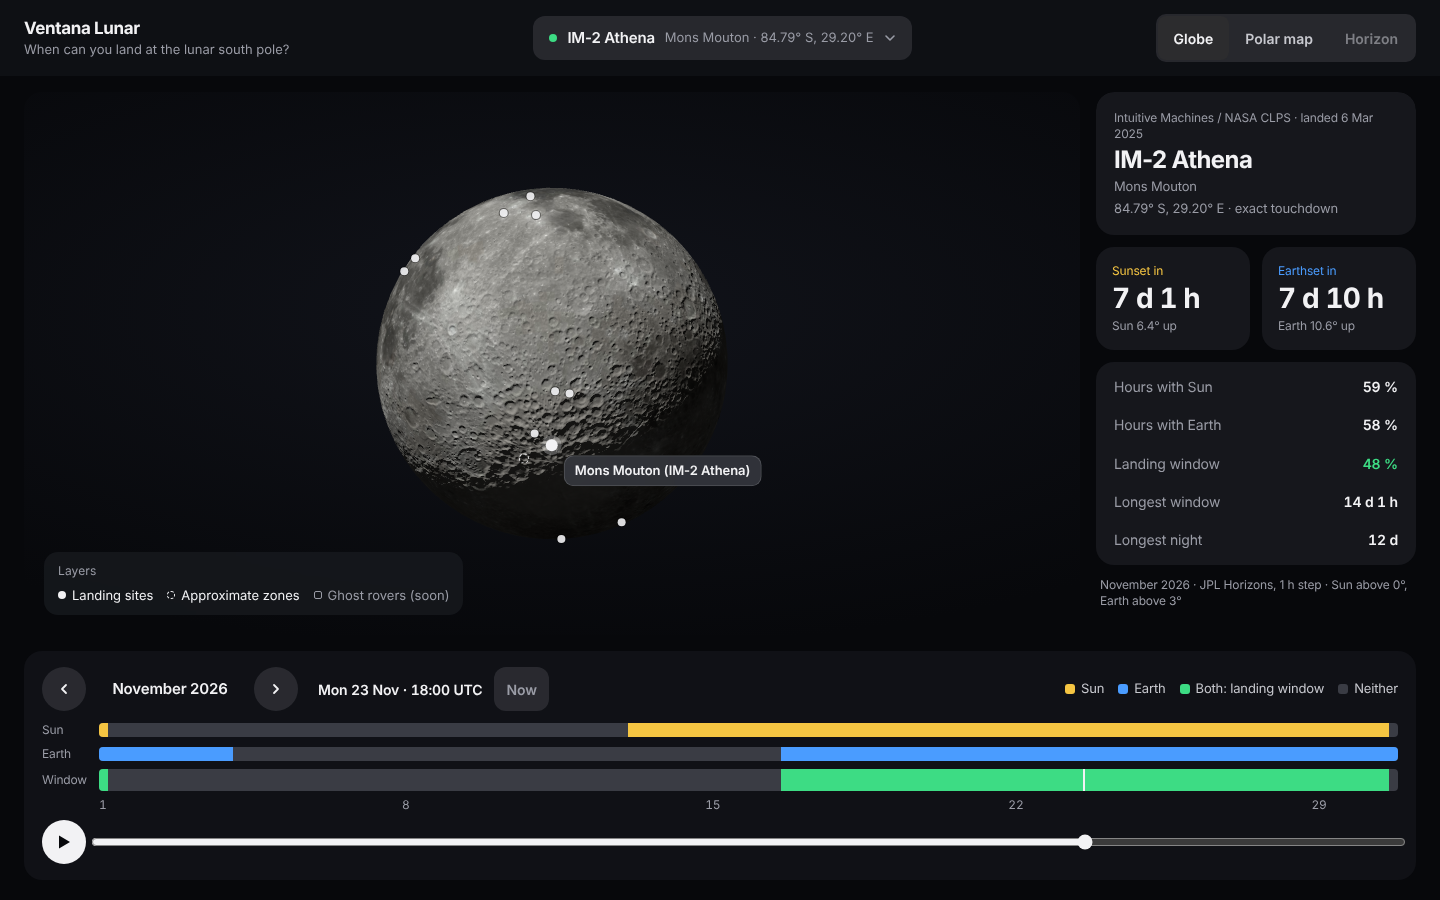 Ventana Lunar
When can you land at the lunar south pole?
IM-2 Athena Mons Mouton · 84.79° S, 29.20° E
Globe Polar map Horizon
Intuitive Machines / NASA CLPS · landed 6 Mar
2025
IM-2 Athena
Mons Mouton
84.79° S, 29.20° E · exact touchdown
Sunset in
7 d 1 h
Sun 6.4° up
Earthset in
7 d 10 h
Earth 10.6° up
Hours with Sun 59 %
Hours with Earth 58 %
Landing window 48 %
Longest window 14 d 1 h
Longest night 12 d
November 2026 · JPL Horizons, 1 h step · Sun above 0°,
Earth above 3°
Mons Mouton (IM-2 Athena)
Layers
Landing sites Approximate zones Ghost rovers (soon)
November 2026 Mon 23 Nov · 18:00 UTC Now
Sun Earth Both: landing window Neither
Sun
Earth
Window
1 8 15 22 29